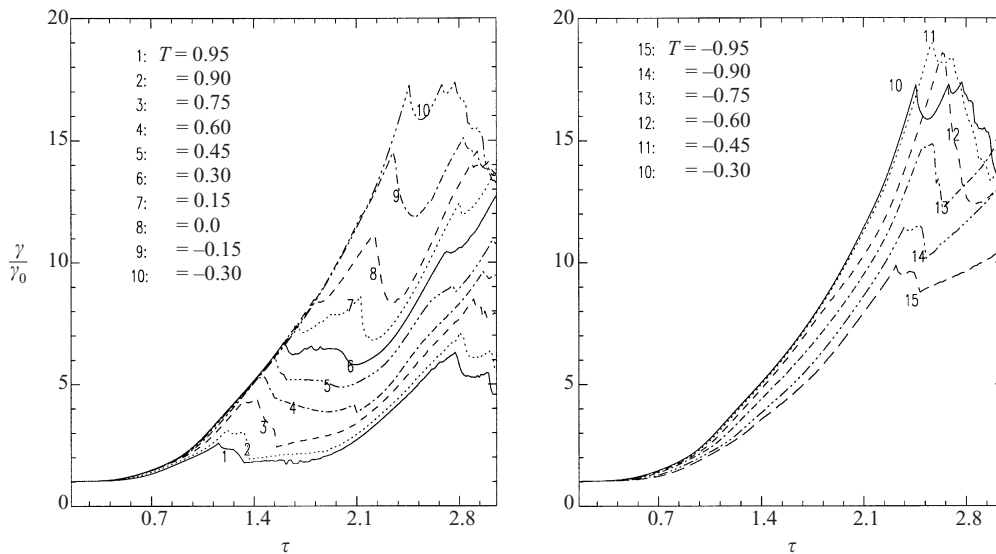 20
15
10
5
0
γ
γ0
1: T = 0.95
2: = 0.90
3: = 0.75
4: = 0.60
5: = 0.45
6: = 0.30
7: = 0.15
8: = 0.0
9: = –0.15
10: = –0.30
10
9
8
7
6
5
4
3
2
1
0.7
1.4
2.1
2.8
τ
20
15
10
5
0
15: T = –0.95
14: = –0.90
13: = –0.75
12: = –0.60
11: = –0.45
10: = –0.30
11
10
12
13
14
15
0.7
1.4
2.1
2.8
τ